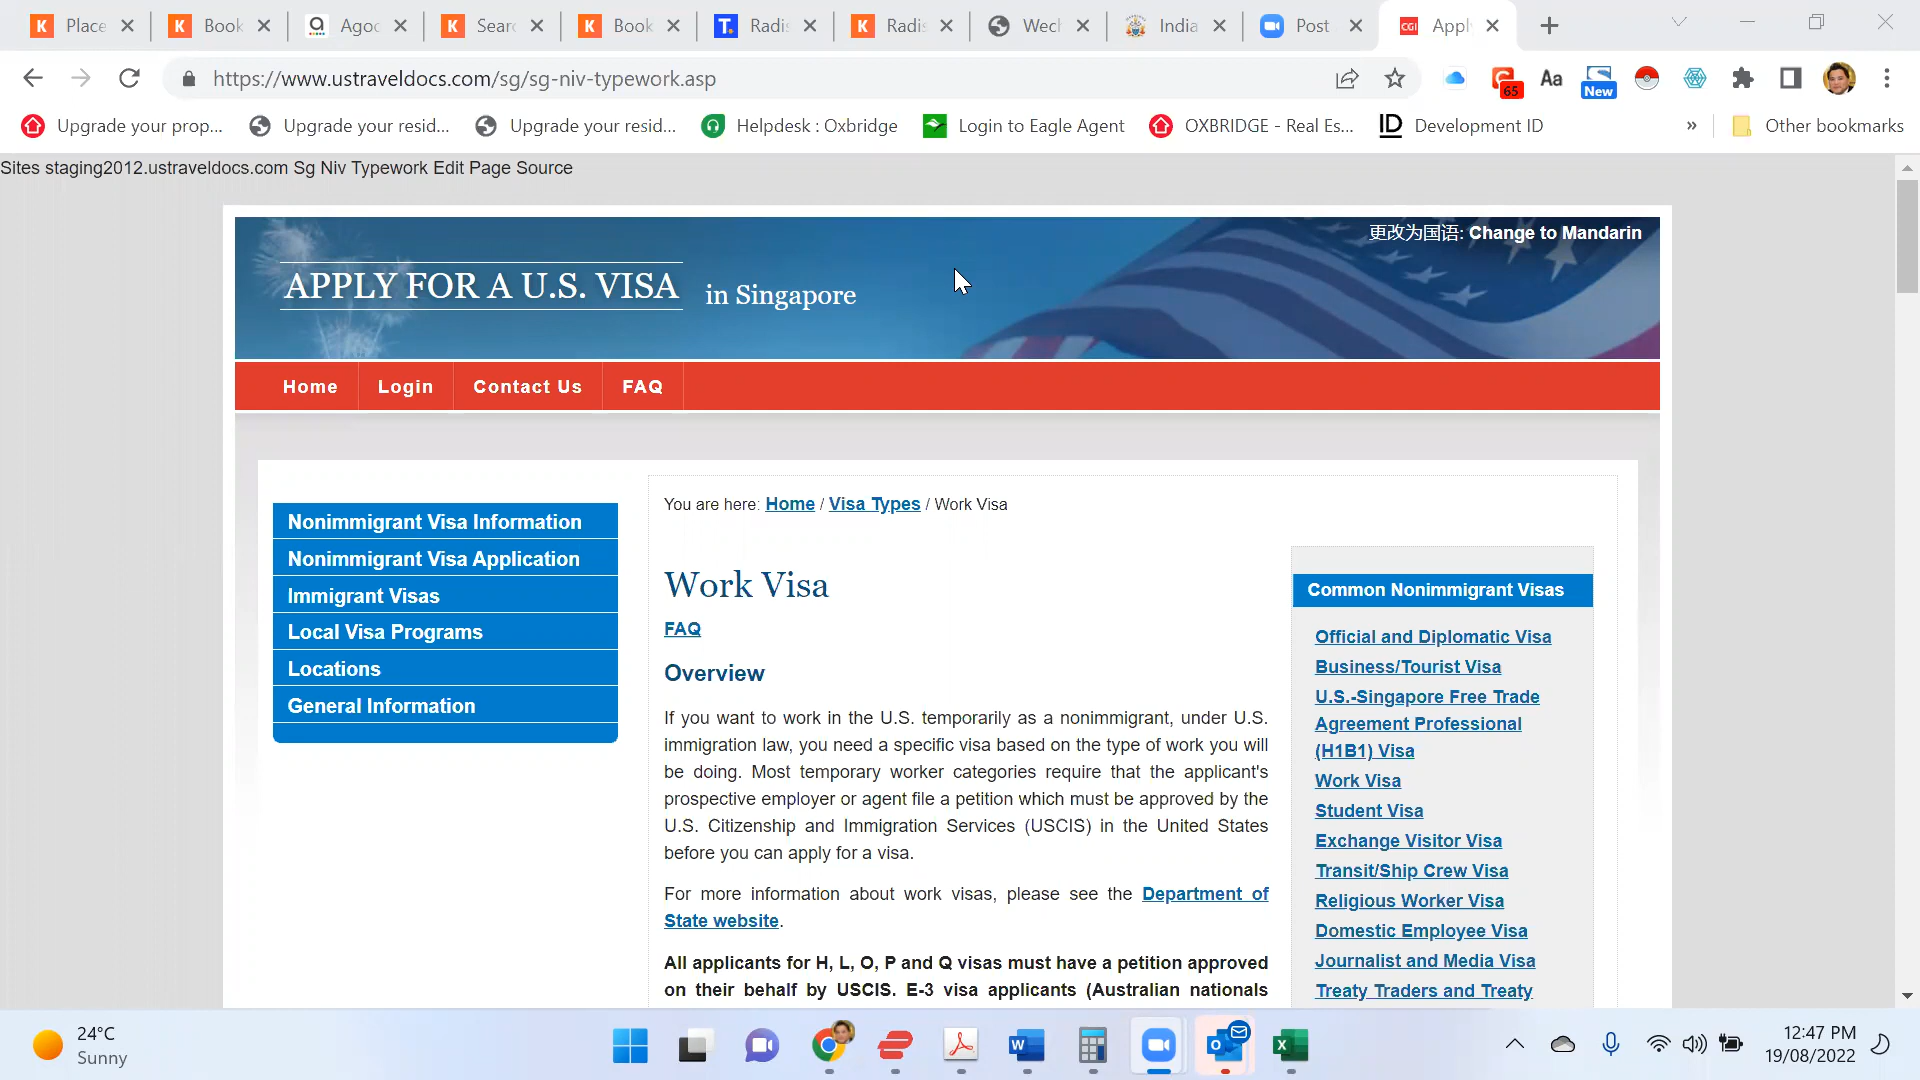 Place
Book
Agoc
Sear
Book
Radis
Radis
Wech
India
Post
Apply
https://www.ustraveldocs.com/sg/sg-niv-typework.asp
65
Aa
New
Upgrade your prop...
Upgrade your resid...
Upgrade your resid...
Helpdesk : Oxbridge
Login to Eagle Agent
OXBRIDGE - Real Es...
ID
Development ID
»
Other bookmarks
Sites staging2012.ustraveldocs.com Sg Niv Typework Edit Page Source
更改为国语: Change to Mandarin
APPLY FOR A U.S. VISA in Singapore
Home
Login
Contact Us
FAQ
Nonimmigrant Visa Information
Nonimmigrant Visa Application
Immigrant Visas
Local Visa Programs
Locations
General Information
You are here: Home / Visa Types / Work Visa
Work Visa
FAQ
Overview
If you want to work in the U.S. temporarily as a nonimmigrant, under U.S.
immigration law, you need a specific visa based on the type of work you will
be doing. Most temporary worker categories require that the applicant's
prospective employer or agent file a petition which must be approved by the
U.S. Citizenship and Immigration Services (USCIS) in the United States
before you can apply for a visa.
For more information about work visas, please see the Department of
State website.
All applicants for H, L, O, P and Q visas must have a petition approved
on their behalf by USCIS. E-3 visa applicants (Australian nationals
Common Nonimmigrant Visas
Official and Diplomatic Visa
Business/Tourist Visa
U.S.-Singapore Free Trade
Agreement Professional
(H1B1) Visa
Work Visa
Student Visa
Exchange Visitor Visa
Transit/Ship Crew Visa
Religious Worker Visa
Domestic Employee Visa
Journalist and Media Visa
Treaty Traders and Treaty
24°C
Sunny
12:47 PM
19/08/2022